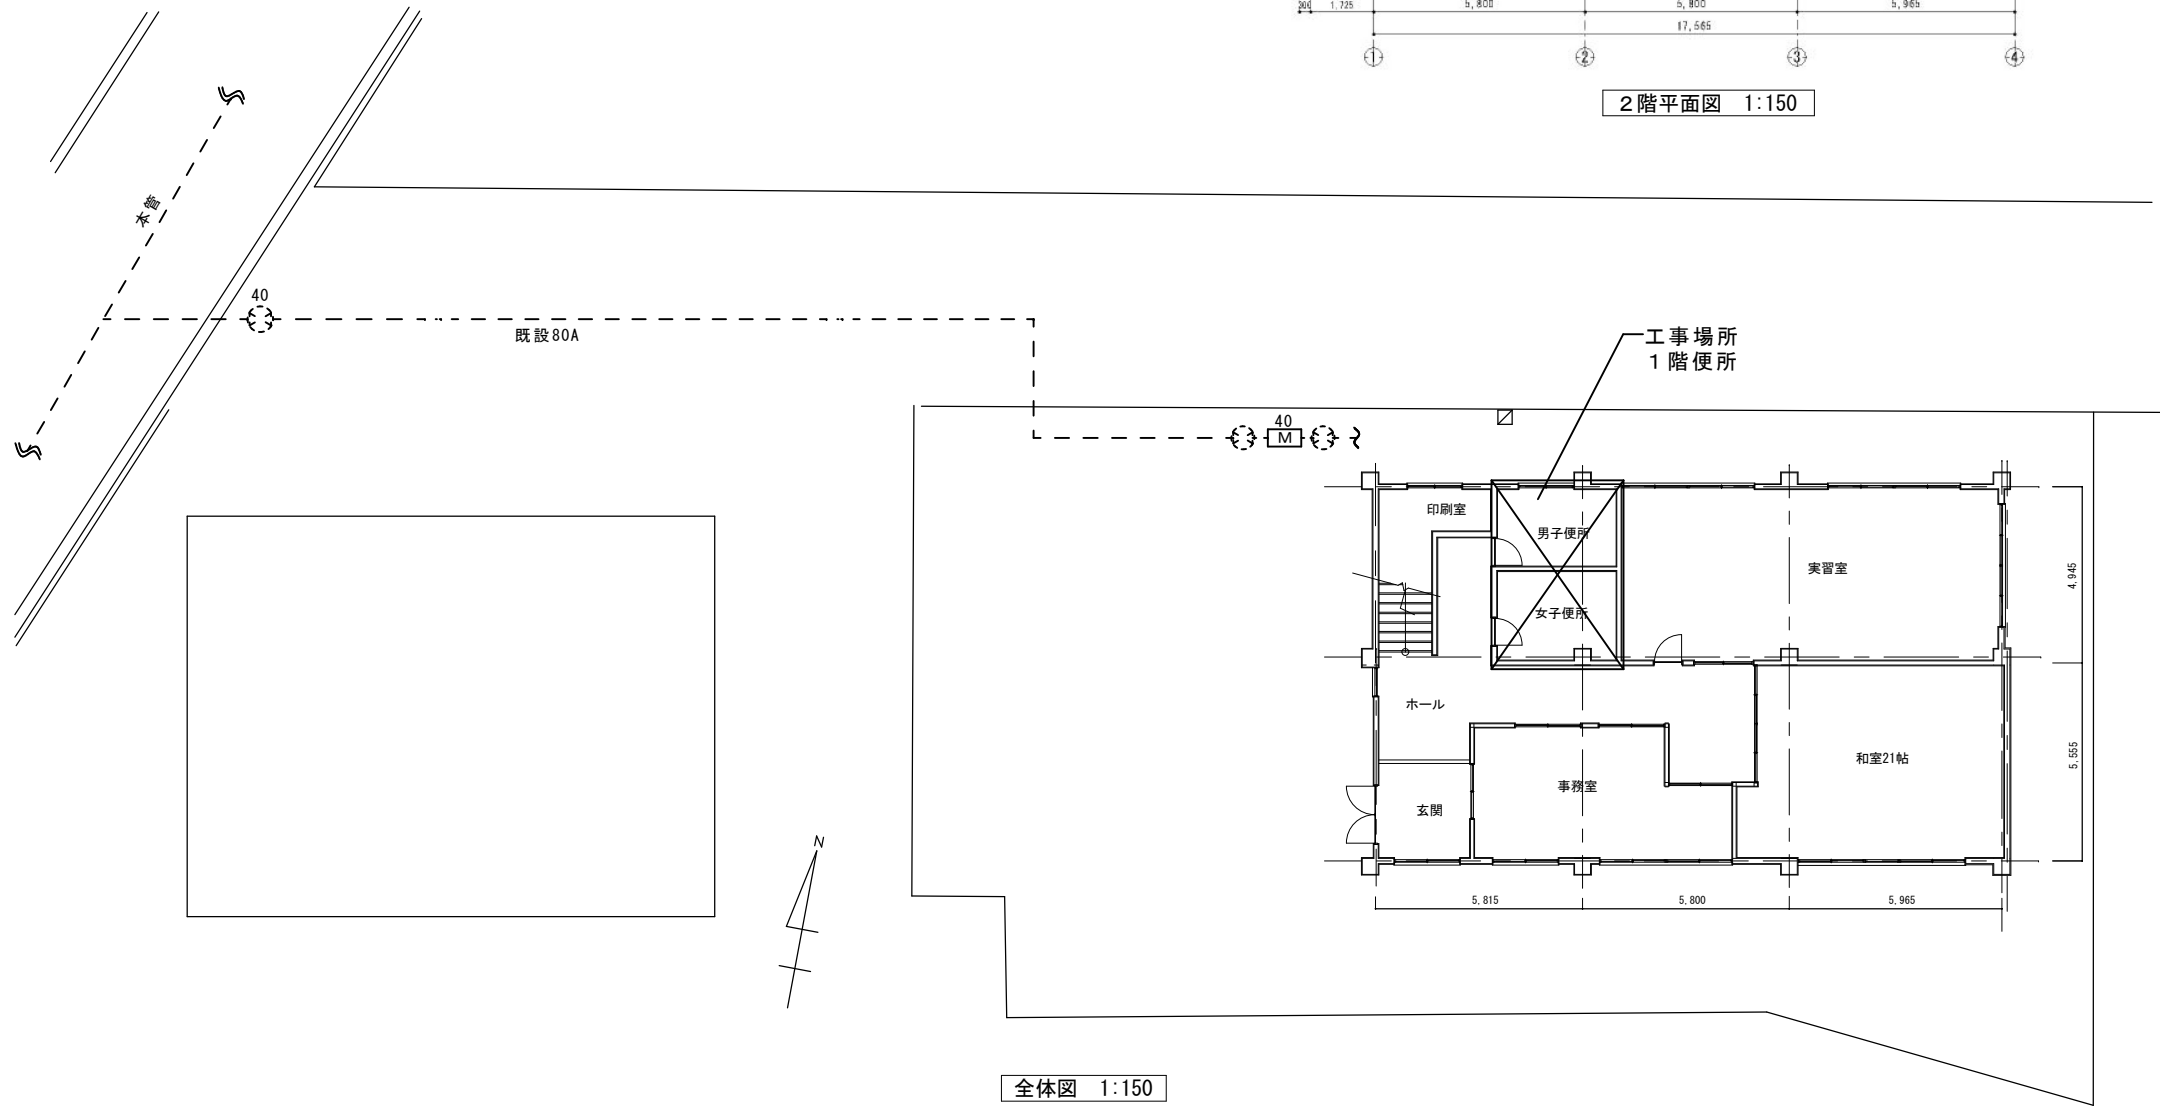 300 1,725 5,800 5,800 5,965
17,565
1 2 3 4
2階平面図 1:150
本管
40
既設80A
工事場所
1階便所
40
M
印刷室
男子便所
実習室
4,945
女子便所
ホール
和室21帖
5,555
事務室
玄関
N
5,815 5,800 5,965
全体図 1:150